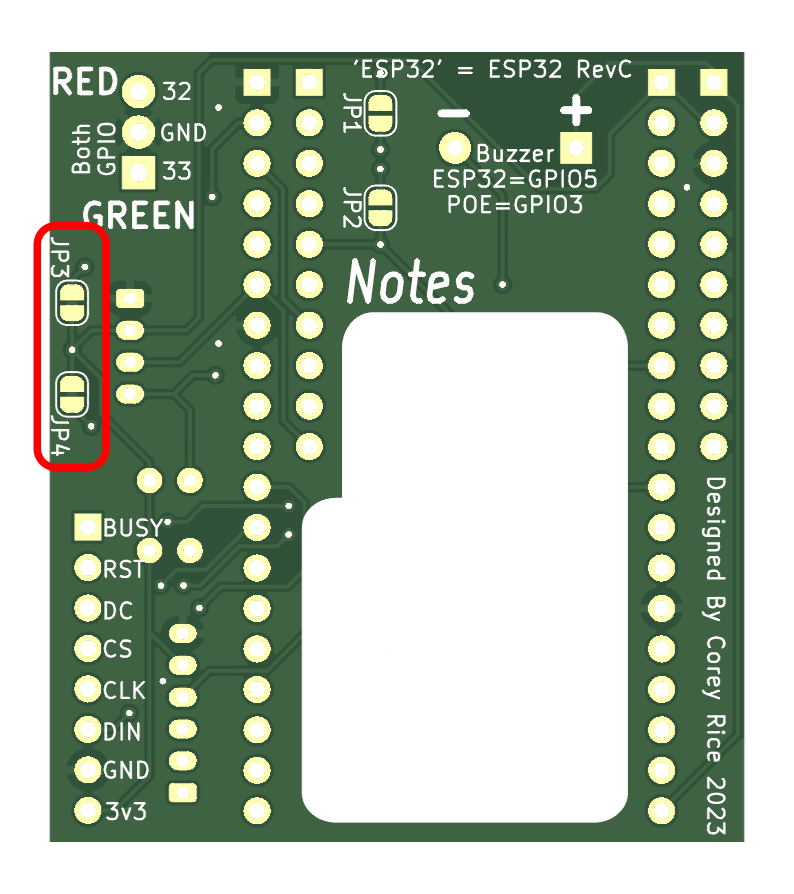 RED
32
Both
GPIO
GND
33
GREEN
'ESP32' = ESP32 RevC
JP1
JP2
Buzzer
ESP32=GPIO5
POE=GPIO3
Notes
JP3
JP4
BUSY
RST
DC
CS
CLK
DIN
GND
3v3
Designed By Corey Rice 2023